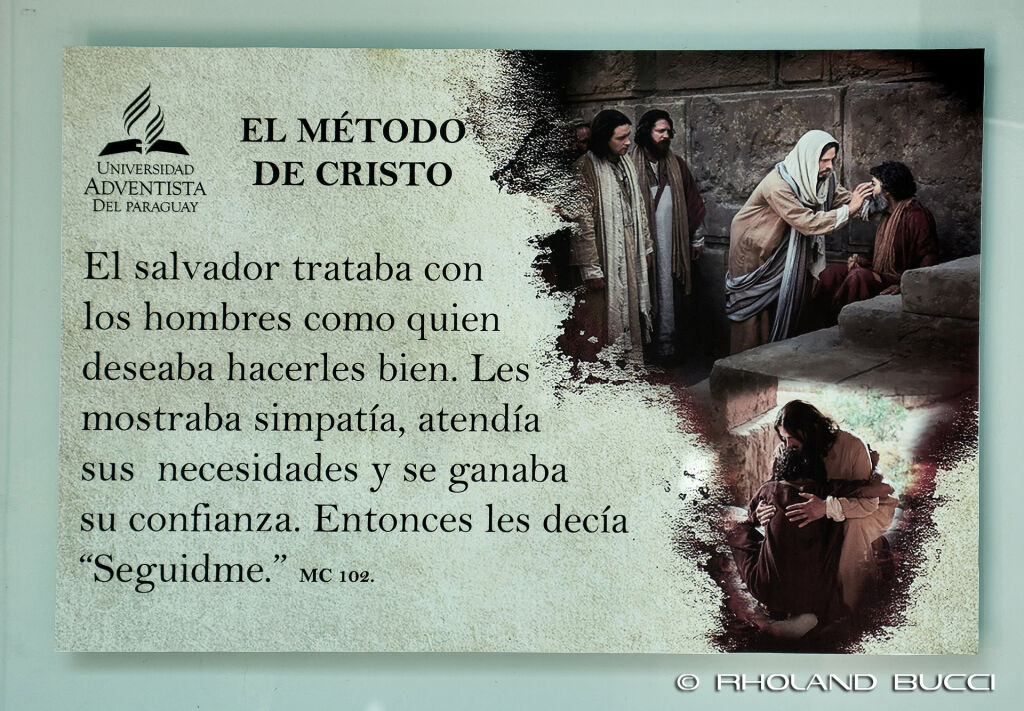 UNIVERSIDAD
ADVENTISTA
DEL PARAGUAY
EL MÉTODO
DE CRISTO
El salvador trataba con
los hombres como quien
deseaba hacerles bien. Les
mostraba simpatía, atendía
sus necesidades y se ganaba
su confianza. Entonces les decía
“Seguidme.” MC 102.
© RHOLAND BUCCI